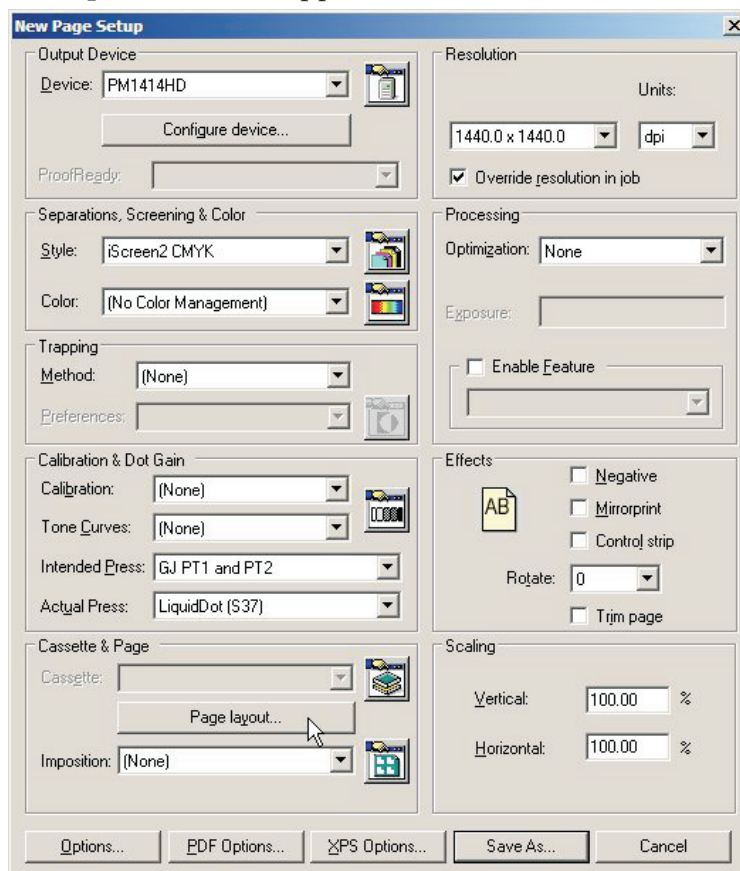 New Page Setup
Output Device
Device: PM1414HD
Configure device...
ProofReady:
Separations, Screening & Color
Style: iScreen2 CMYK
Color: (No Color Management)
Trapping
Method: (None)
Preferences:
Calibration & Dot Gain
Calibration: (None)
Tone Curves: (None)
Intended Press: GJ PT1 and PT2
Actual Press: LiquidDot (S37)
Cassette & Page
Cassette:
Page layout...
Imposition: (None)
Resolution
Units:
1440.0 x 1440.0 dpi
Override resolution in job
Processing
Optimization: None
Exposure:
Enable Feature
Effects
AB
Negative
Mirrorprint
Control strip
Rotate: 0
Trim page
Scaling
Vertical: 100.00 %
Horizontal: 100.00 %
Options... PDF Options... XPS Options... Save As... Cancel